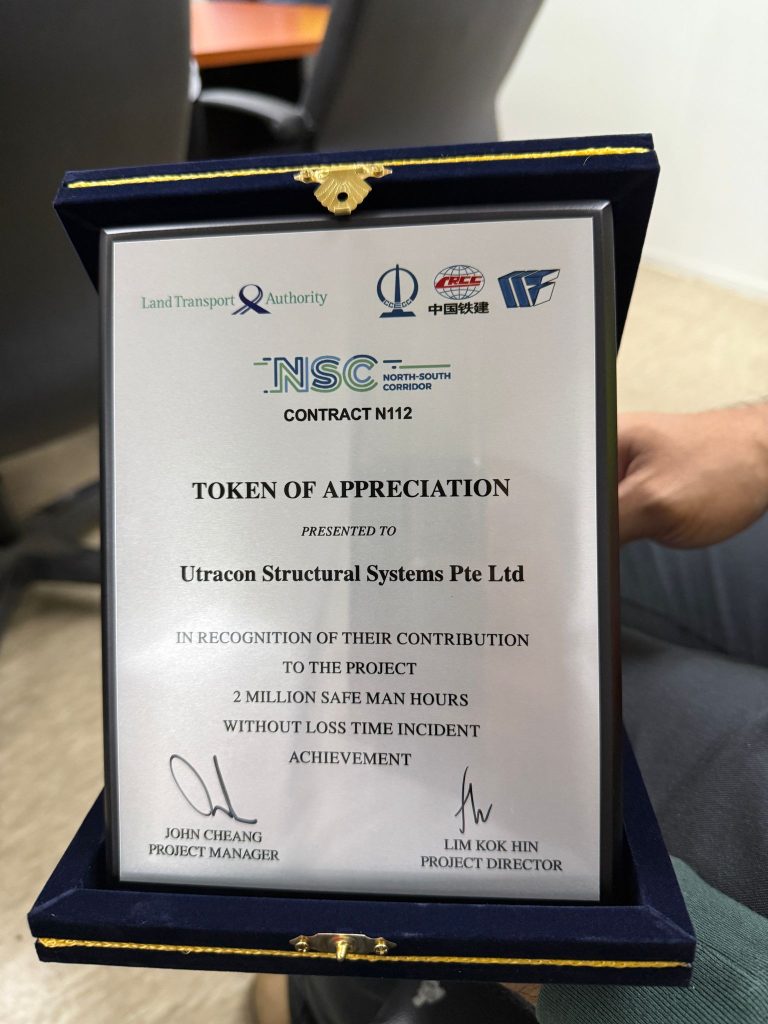 Land Transport Authority
CCECC
CRCC
中国铁建
NSC NORTH-SOUTH
CORRIDOR
CONTRACT N112
TOKEN OF APPRECIATION
PRESENTED TO
Utracon Structural Systems Pte Ltd
IN RECOGNITION OF THEIR CONTRIBUTION
TO THE PROJECT
2 MILLION SAFE MAN HOURS
WITHOUT LOSS TIME INCIDENT
ACHIEVEMENT
JOHN CHEANG
PROJECT MANAGER
LIM KOK HIN
PROJECT DIRECTOR